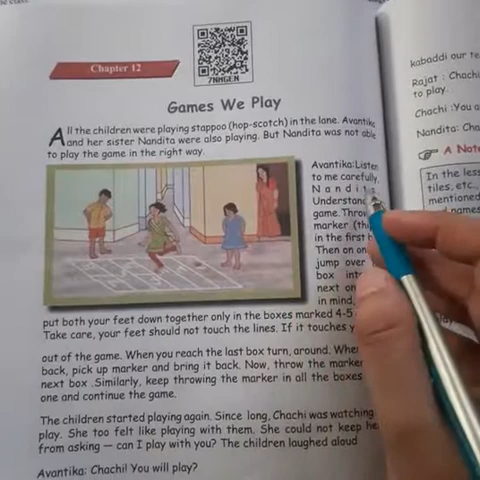 Chapter 12
7NMGEN
Games We Play
All the children were playing stappoo (hop-scotch) in the lane. Avantika
and her sister Nandita were also playing. But Nandita was not able
to play the game in the right way.
Avantika: Listen
to me carefully,
Nandita
Understand
game. Throw
marker
in the first
Then on
jump over
box
next
in mind,
put both your feet down together only in the boxes marked 4-5
Take care, your feet should not touch the lines. If it touches
out of the game. When you reach the last box turn, around.
back, pick up marker and bring it back. Now, throw the marker
next box .Similarly, keep throwing the marker in all the boxes
one and continue the game.
The children started playing again. Since long, Chachi was watching
play. She too felt like playing with them. She could not keep
from asking — can I play with you? The children laughed aloud
Avantika: Chachi! You will play?
kabaddi our
Rajat : Chachi
to play.
Chachi :You
Nandita:
A Note
In the
tiles, etc.,
mentioned
names